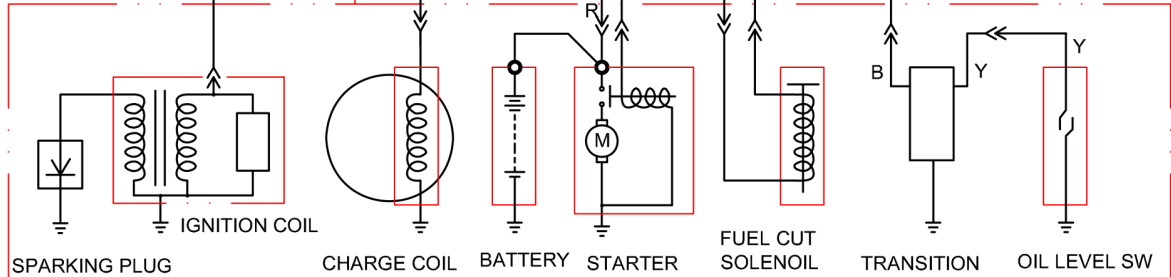 R
Y
B
Y
M
IGNITION COIL
FUEL CUT
SOLENOIL
SPARKING PLUG
CHARGE COIL
BATTERY
STARTER
TRANSITION
OIL LEVEL SW